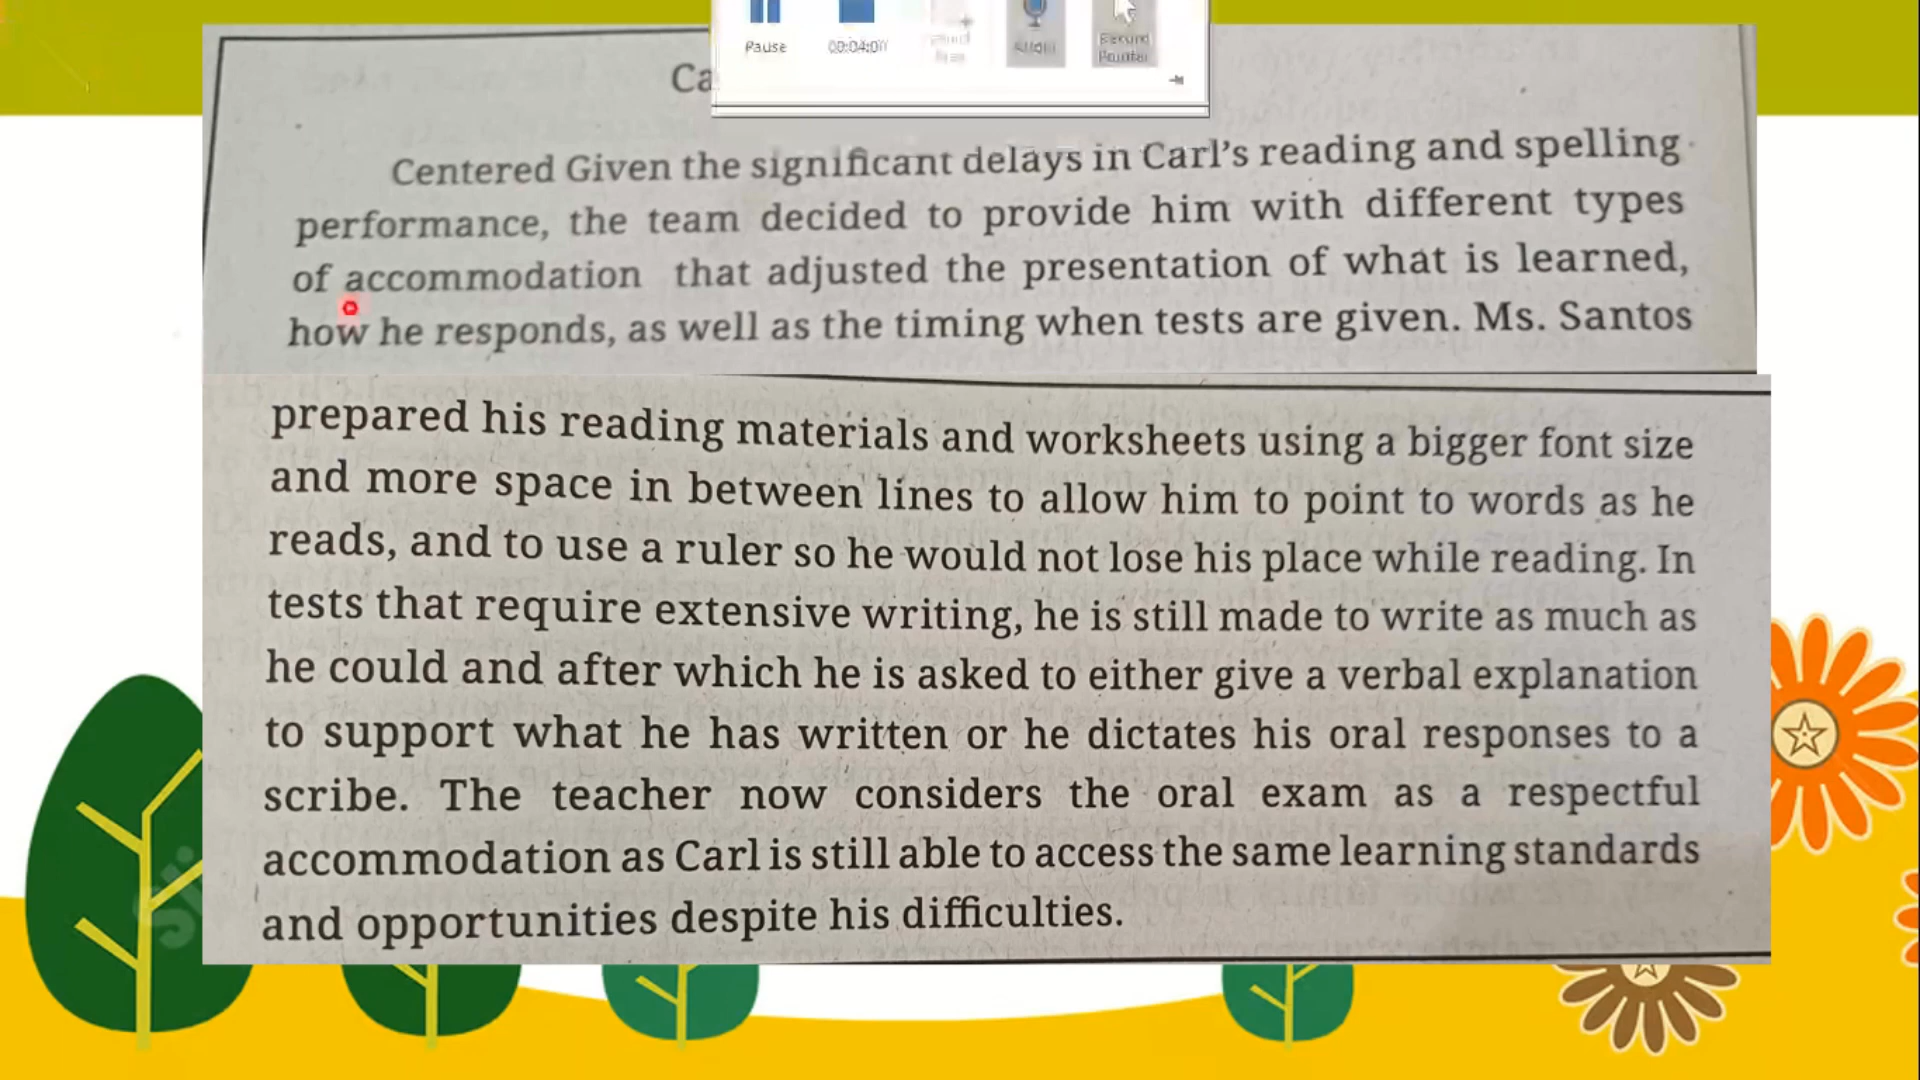 Pause
Ca
Centered Given the significant delays in Carl's reading and spelling
performance, the team decided to provide him with different types
of accommodation that adjusted the presentation of what is learned,
how he responds, as well as the timing when tests are given. Ms. Santos
prepared his reading materials and worksheets using a bigger font size
and more space in between lines to allow him to point to words as he
reads, and to use a ruler so he would not lose his place while reading. In
tests that require extensive writing, he is still made to write as much as
he could and after which he is asked to either give a verbal explanation
to support what he has written or he dictates his oral responses to a
scribe. The teacher now considers the oral exam as a respectful
accommodation as Carl is still able to access the same learning standards
and opportunities despite his difficulties.